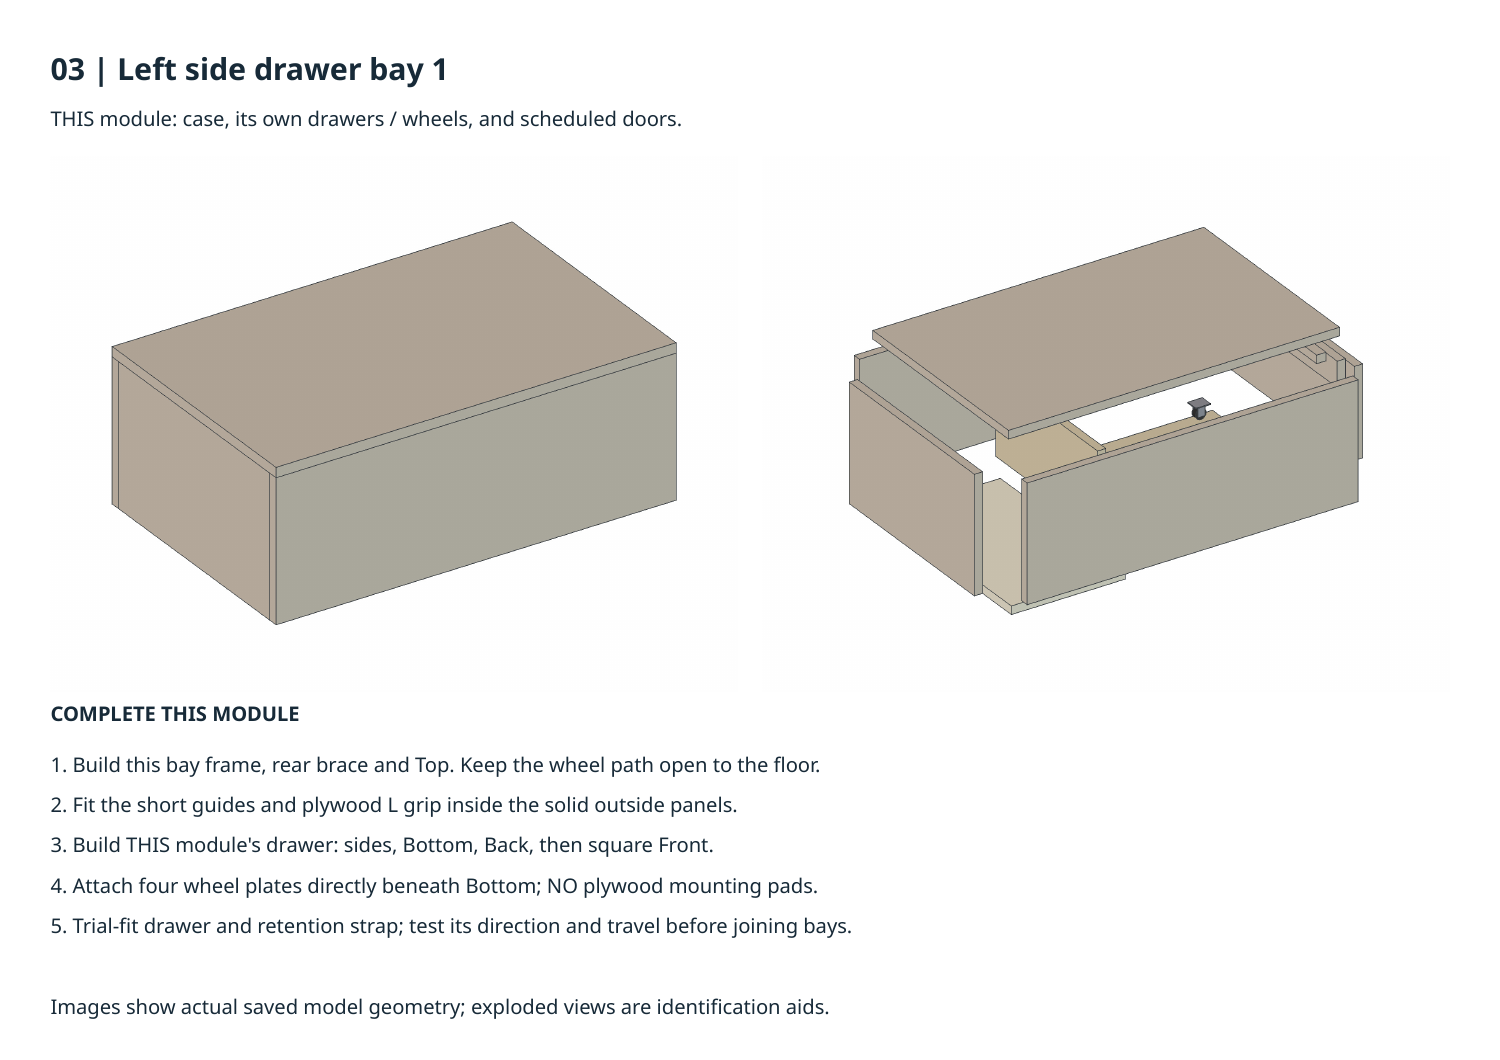 03 | Left side drawer bay 1
THIS module: case, its own drawers / wheels, and scheduled doors.
COMPLETE THIS MODULE
1. Build this bay frame, rear brace and Top. Keep the wheel path open to the floor.
2. Fit the short guides and plywood L grip inside the solid outside panels.
3. Build THIS module's drawer: sides, Bottom, Back, then square Front.
4. Attach four wheel plates directly beneath Bottom; NO plywood mounting pads.
5. Trial-fit drawer and retention strap; test its direction and travel before joining bays.
Images show actual saved model geometry; exploded views are identification aids.